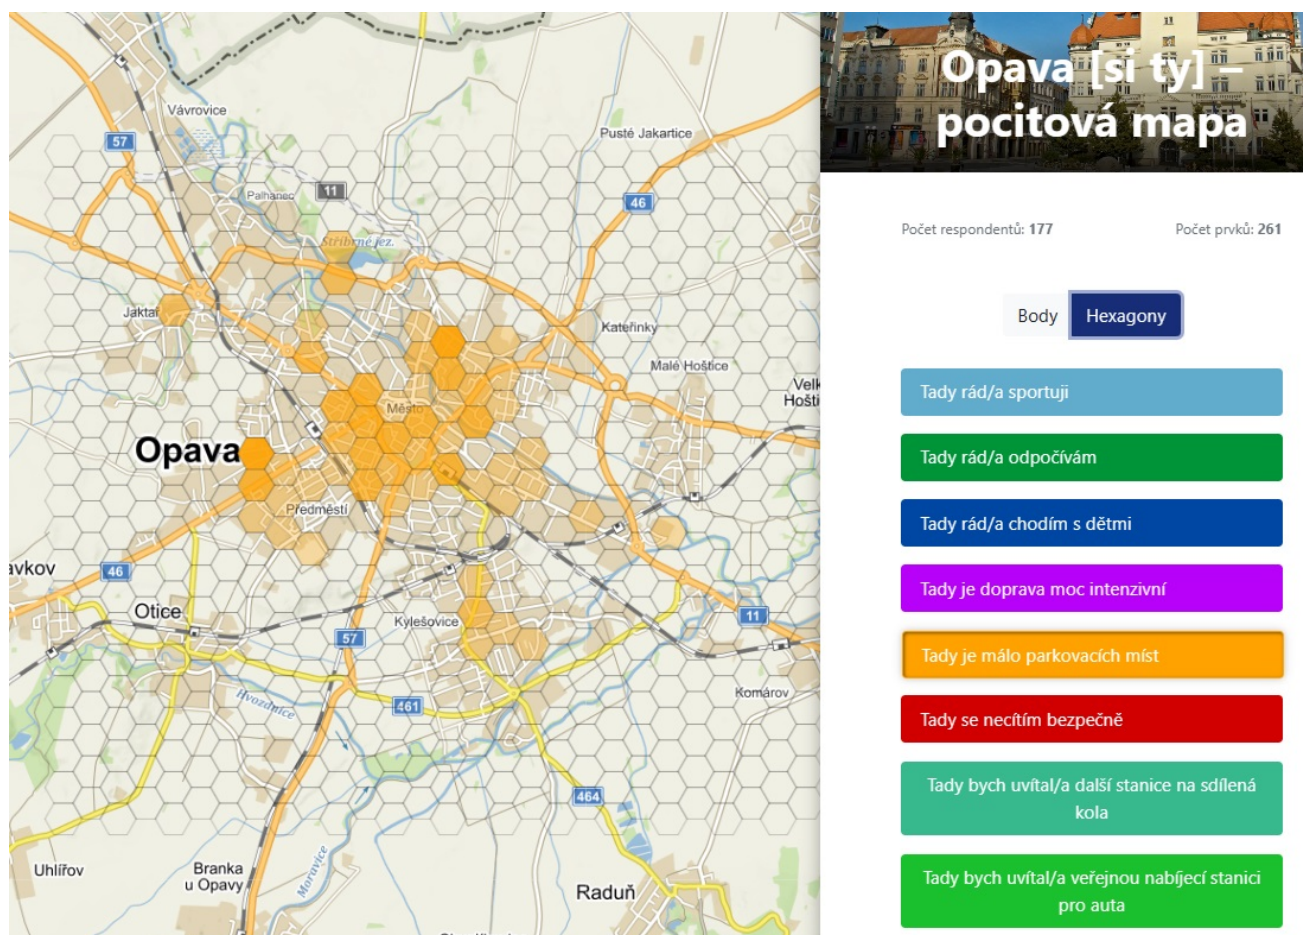 Opava [si ty] –
pocitová mapa
Počet respondentů: 177
Počet prvků: 261
Body
Hexagony
Tady rád/a sportuji
Tady rád/a odpočívám
Tady rád/a chodím s dětmi
Tady je doprava moc intenzivní
Tady je málo parkovacích míst
Tady se necítím bezpečně
Tady bych uvítal/a další stanice na sdílená
kola
Tady bych uvítal/a veřejnou nabíjecí stanici
pro auta
Vávrovice
57
Pusté Jakartice
Palhanec
11
46
Stříbrné jez.
Jaktař
Kateřinky
Malé Hoštice
Velk
Hošti
Město
Opava
Předměstí
avkov
46
Otice
57
Kylešovice
11
Hvozdnice
461
Komárov
464
Uhlířov
Branka
u Opavy
Moravice
Raduň